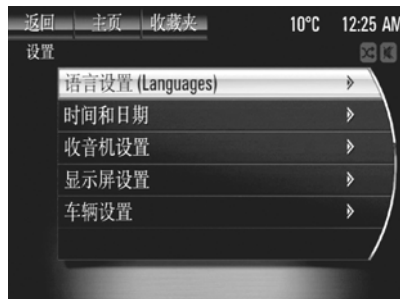 返回 主页 收藏夹 10°C 12:25 AM
设置
语言设置 (Languages)
时间和日期
收音机设置
显示屏设置
车辆设置